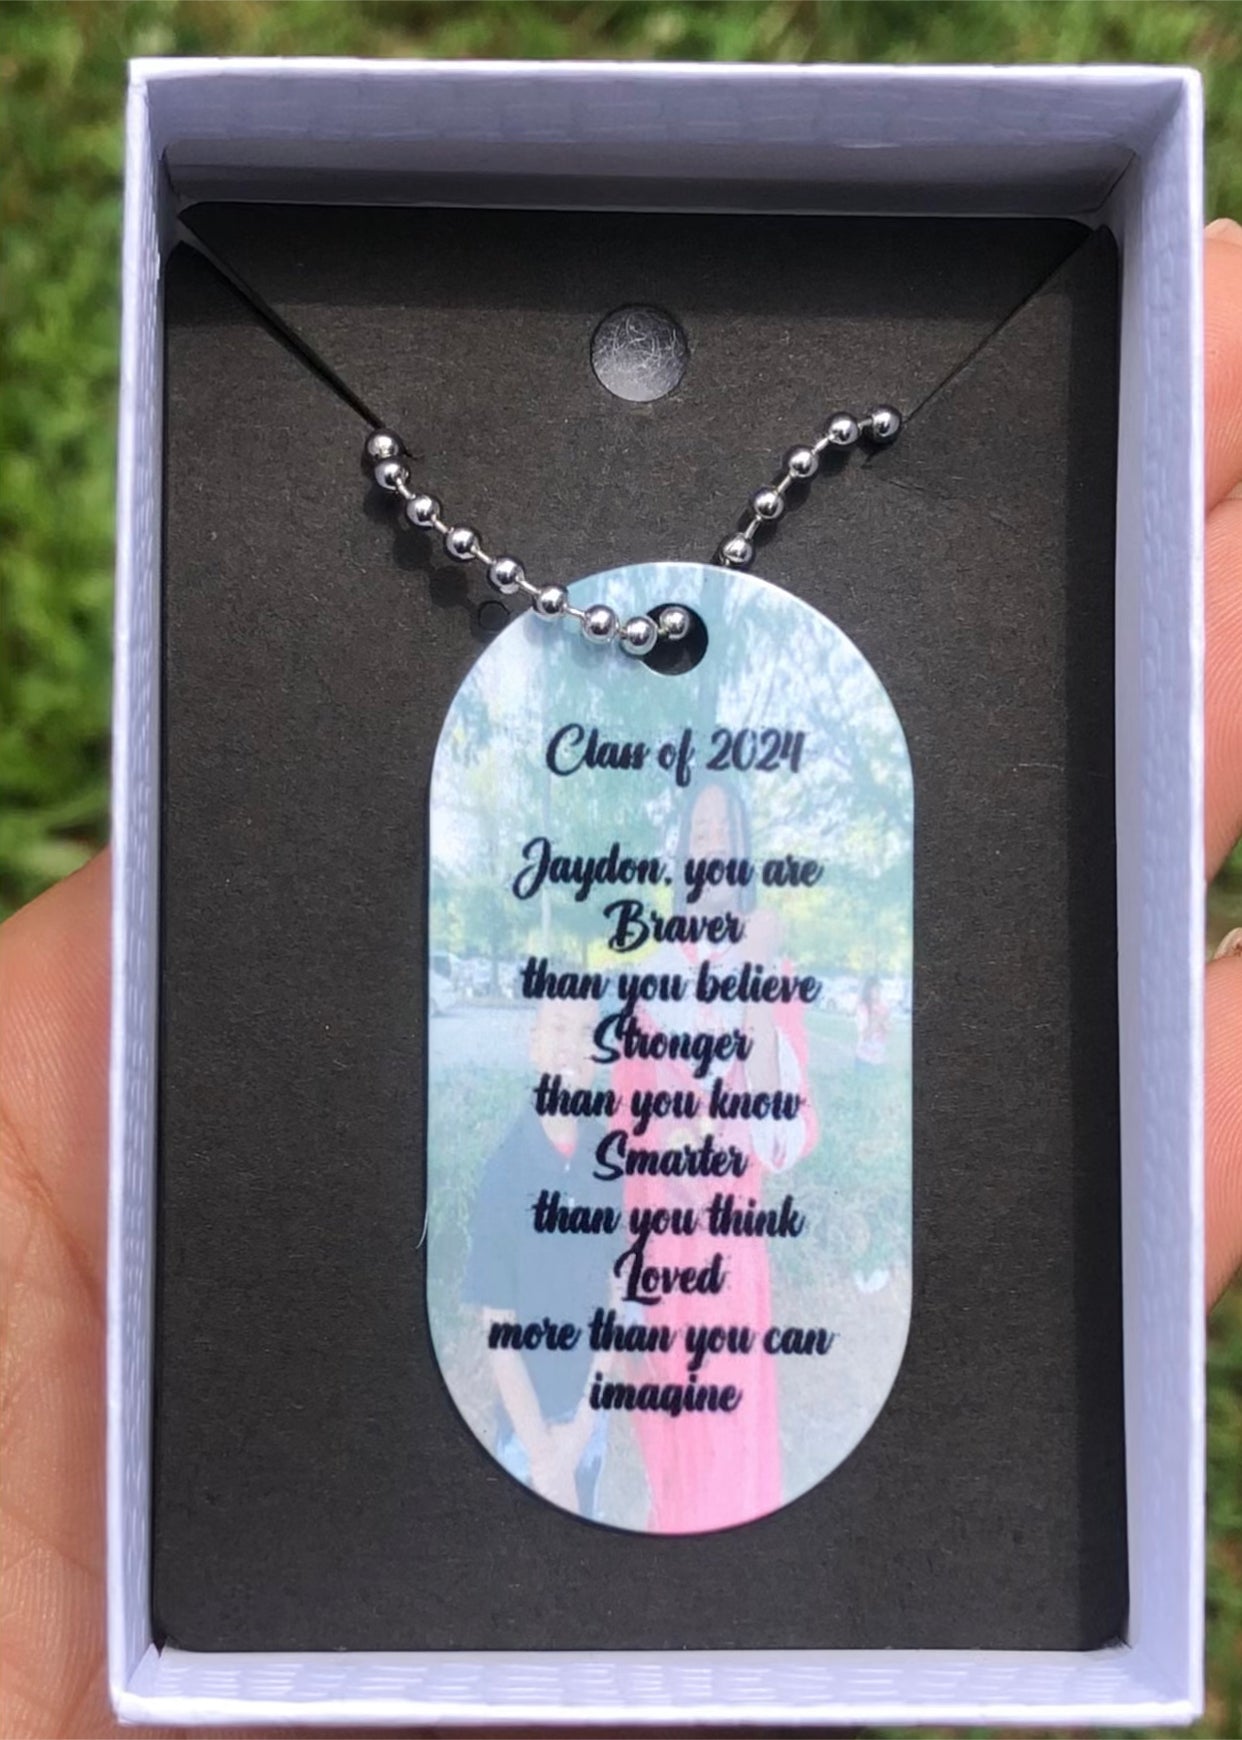 Class of 2024
Jaydon, you are
Braver
than you believe
Stronger
than you know
Smarter
than you think
Loved
more than you can
imagine